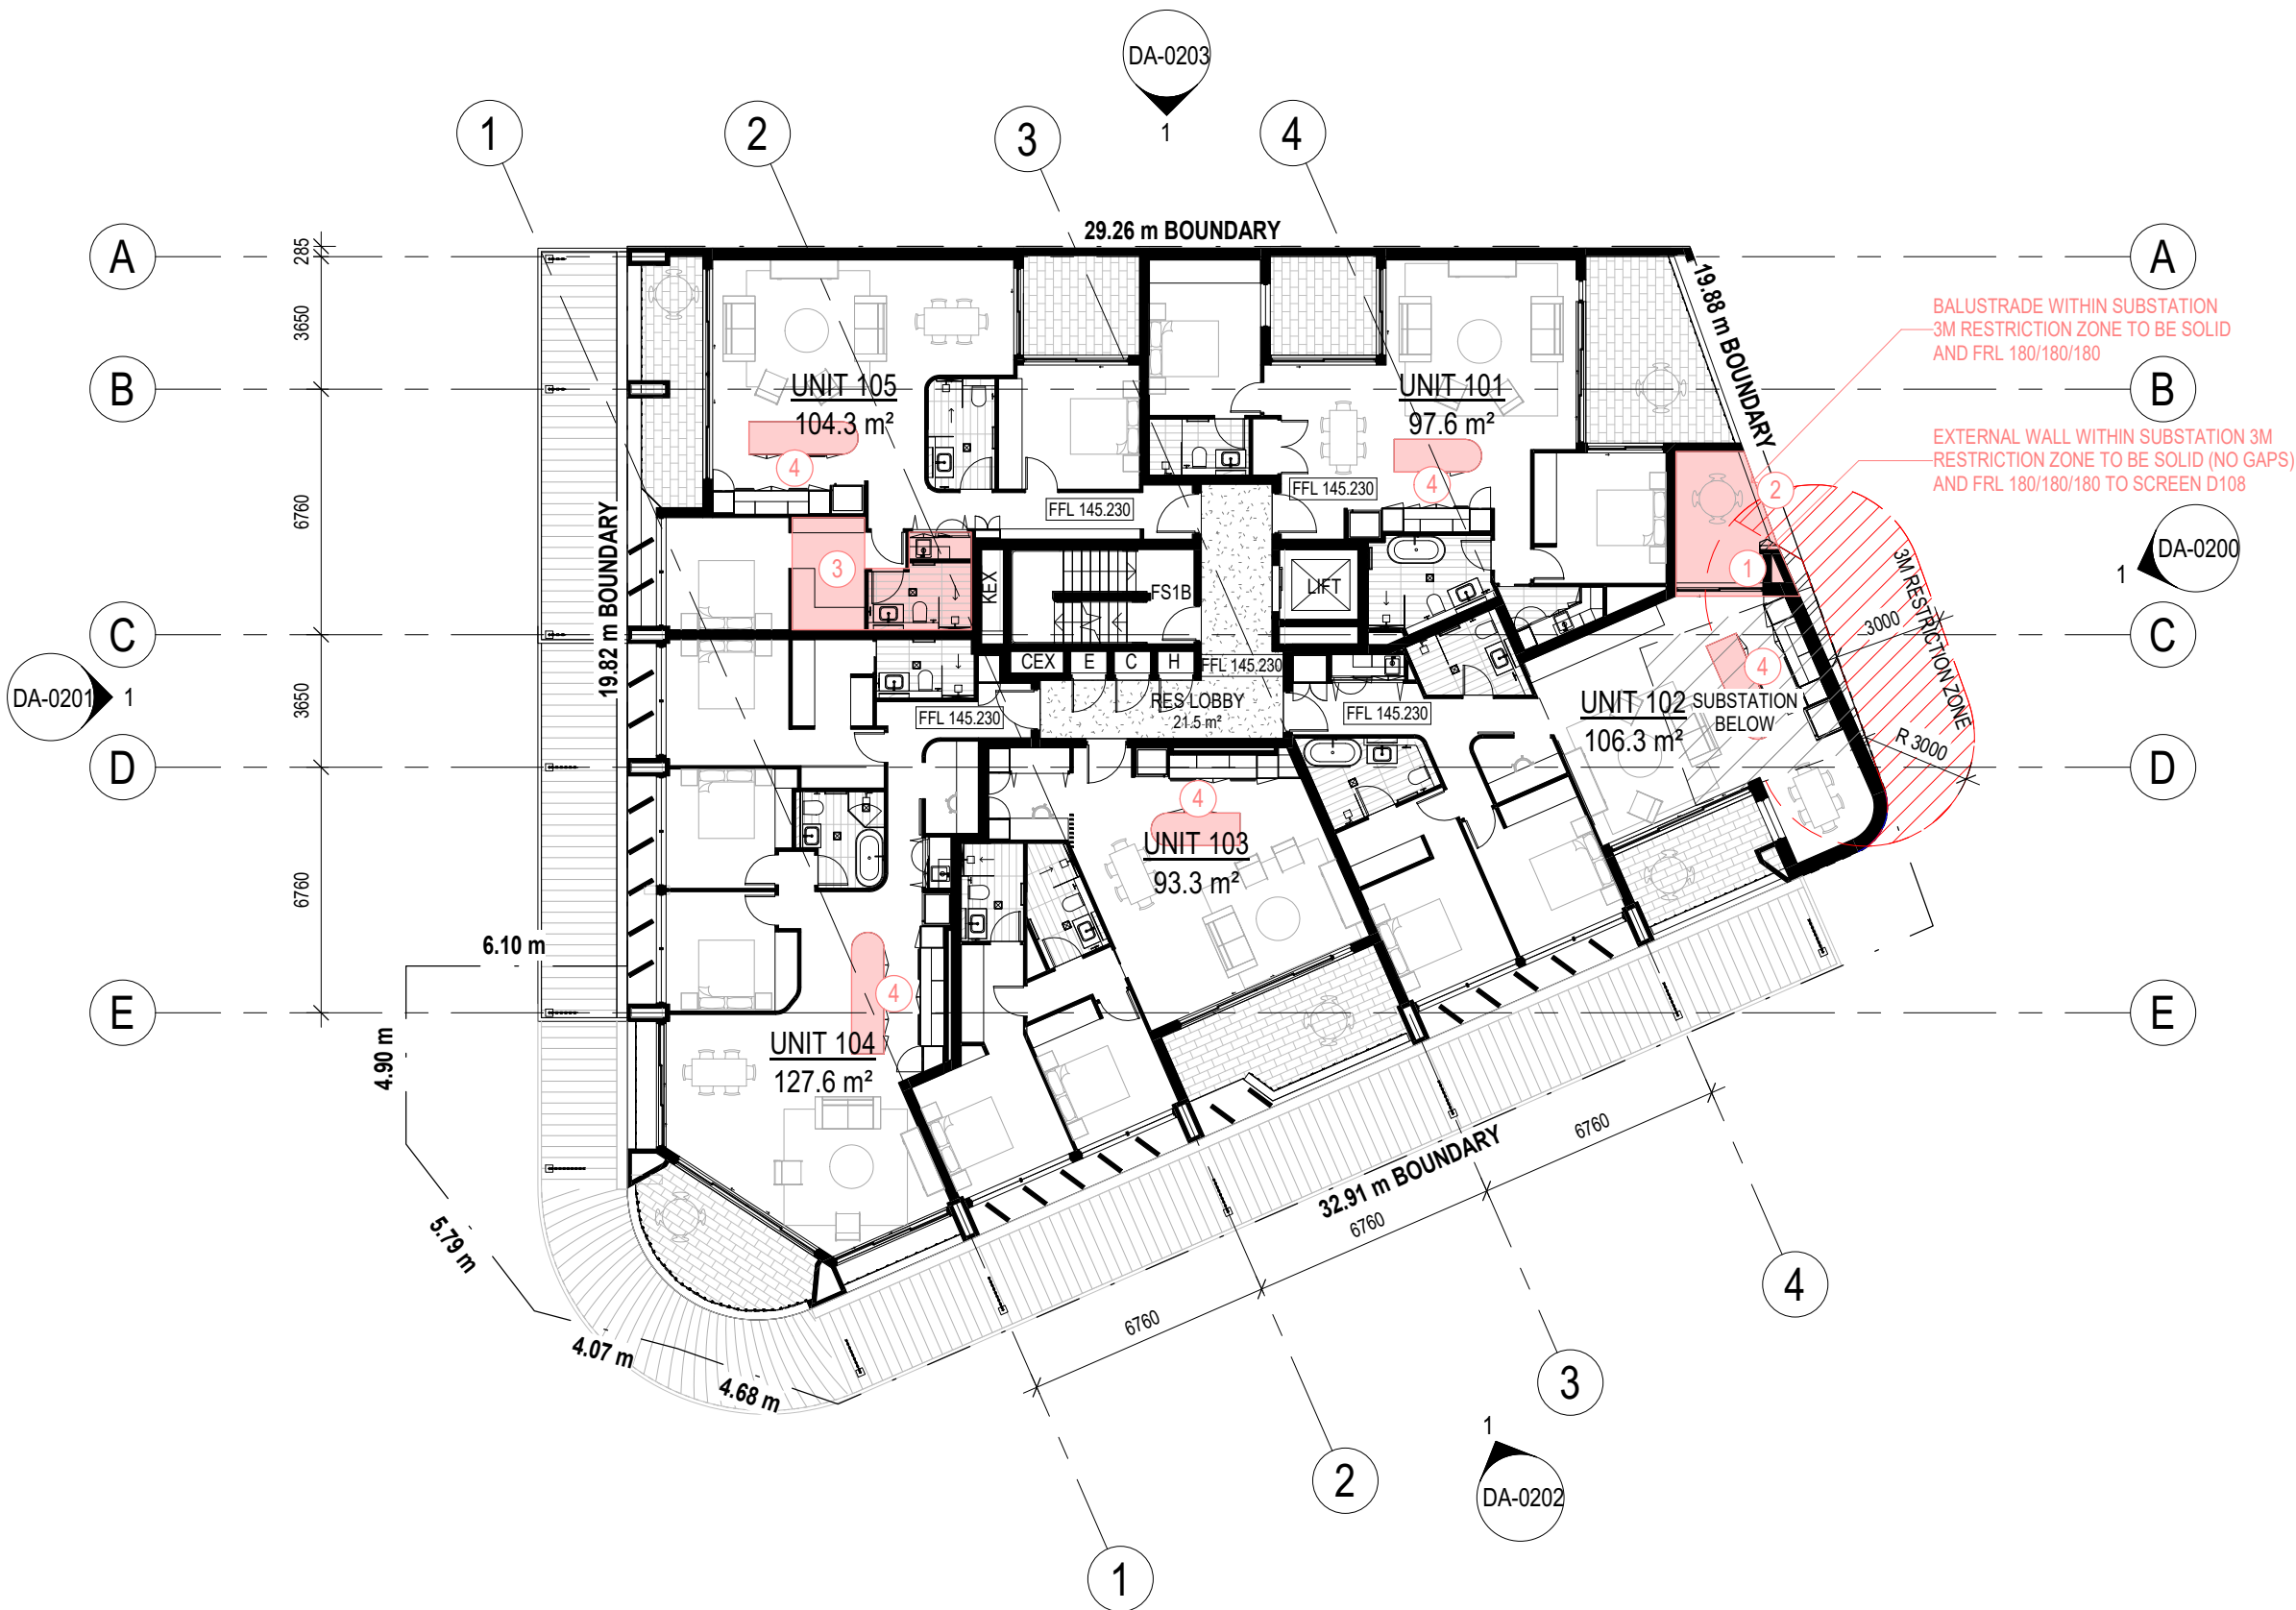 DA-0203
1
1
2
3
4
29.26 m BOUNDARY
A
285
A
19.88 m BOUNDARY
3650
BALUSTRADE WITHIN SUBSTATION
3M RESTRICTION ZONE TO BE SOLID
AND FRL 180/180/180
B
UNIT 105
104.3 m²
UNIT 101
97.6 m²
B
EXTERNAL WALL WITHIN SUBSTATION 3M
RESTRICTION ZONE TO BE SOLID (NO GAPS)
AND FRL 180/180/180 TO SCREEN D108
4
4
2
6760
FFL 145.230
FFL 145.230
19.82 m BOUNDARY
3
KEX
FS1B
LIFT
1
3M RESTRICTION ZONE
1
DA-0200
C
CEX
E
C
H
FFL 145.230
3000
4
C
DA-0201
1
3650
FFL 145.230
RES LOBBY
21.5 m²
FFL 145.230
UNIT 102
106.3 m²
SUBSTATION
BELOW
R 3000
D
D
4
UNIT 103
93.3 m²
6760
6.10 m
4
E
E
4.90 m
UNIT 104
127.6 m²
6760
32.91 m BOUNDARY
6760
5.79 m
4
6760
4.07 m
4.68 m
3
1
2
DA-0202
1